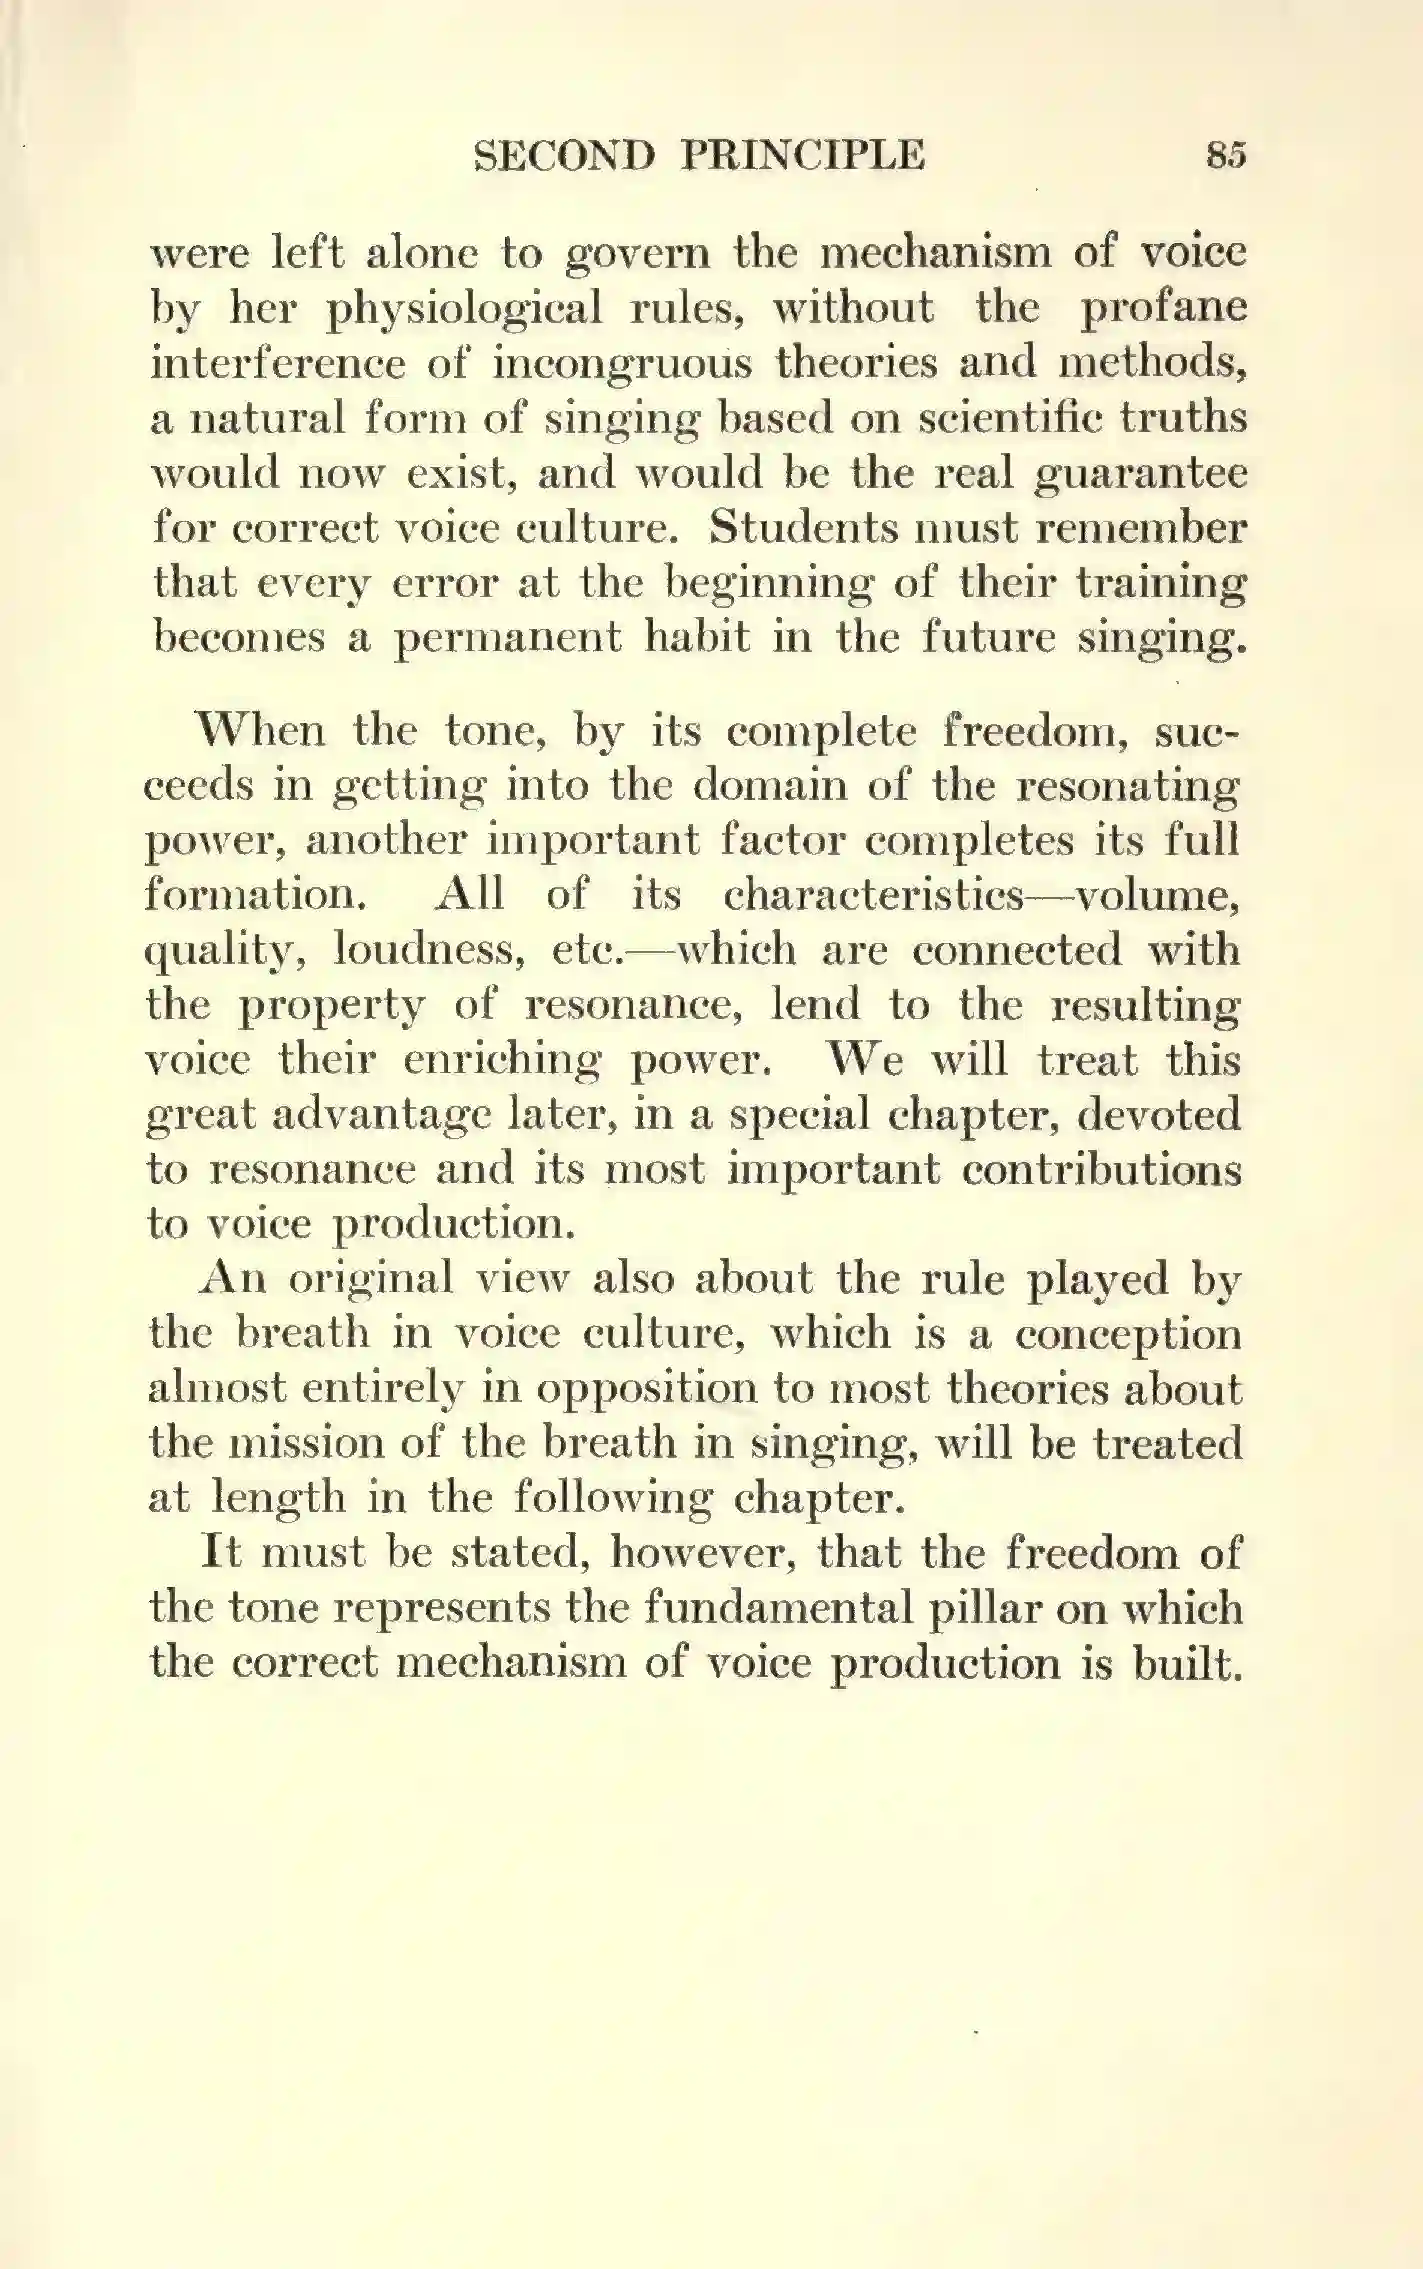 SECOND PRINCIPLE 85
were left alone to govern the mechanism of voice
by her physiological rules, without the profane
interference of incongruous theories and methods,
a natural form of singing based on scientific truths
would now exist, and would be the real guarantee
for correct voice culture. Students must remember
that every error at the beginning of their training
becomes a permanent habit in the future singing.
When the tone, by its complete freedom, suc-
ceeds in getting into the domain of the resonating
power, another important factor completes its full
formation. All of its characteristics—volume,
quality, loudness, etc.—which are connected with
the property of resonance, lend to the resulting
voice their enriching power. We will treat this
great advantage later, in a special chapter, devoted
to resonance and its most important contributions
to voice production.
An original view also about the rule played by
the breath in voice culture, which is a conception
almost entirely in opposition to most theories about
the mission of the breath in singing, will be treated
at length in the following chapter.
It must be stated, however, that the freedom of
the tone represents the fundamental pillar on which
the correct mechanism of voice production is built.